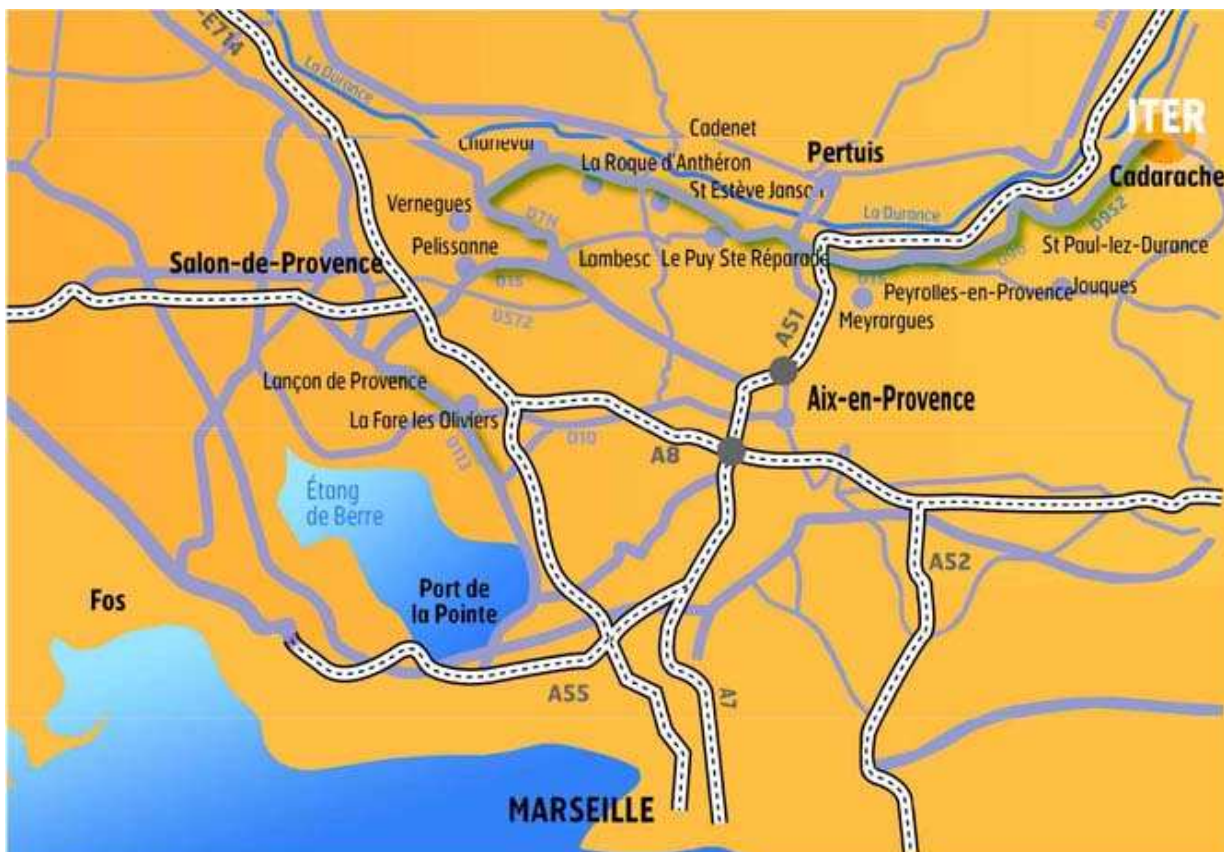 -E714
La Durance
ITER
Cadenet
Charleval
Pertuis
La Roque d'Anthéron
Cadarache
St Estève Janson
Vernegues
La Durance
D952
D7N
Pelissanne
St Paul-lez-Durance
Salon-de-Provence
Lambesc
Le Puy Ste Réparade
D15
Jouques
Peyrolles-en-Provence
D572
Meyrargues
A51
Lançon de Provence
Aix-en-Provence
La Fare les Oliviers
D10
D113
A8
Étang
de Berre
A52
Fos
Port de
la Pointe
A55
A7
MARSEILLE